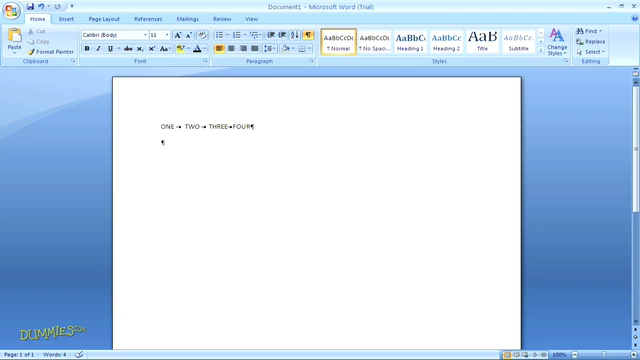 Document1 - Microsoft Word (Trial)
Home Insert Page Layout References Mailings Review View
Paste
Cut
Copy
Format Painter
Clipboard
Calibri (Body) 11
Font
Paragraph
AaBbCcDc AaBbCcDc AaBbCc AaBbCc AaB AaBbCc.
¶ Normal ¶ No Spaci... Heading 1 Heading 2 Title Subtitle
Change Styles
Styles
Find
Replace
Select
Editing
ONE → TWO → THREE→FOUR¶
¶
DUMMIES.com
Page: 1 of 1 Words: 4 100%